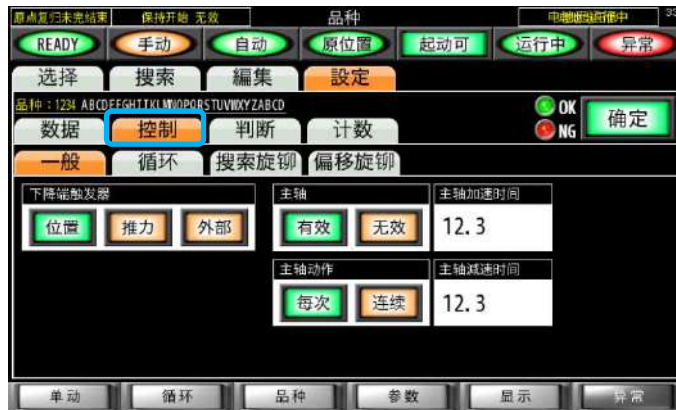 原点复归未完结束 保持开始 无效 品种
READY 手动 自动 原位置 起动可 运行中 异常
选择 搜索 編集 設定
品种：1234 ABCDEFGHIJKLMNOPQRSTUVWXYZABCD
OK
NG
确定
数据 控制 判断 计数
一般 循环 搜索旋铆 偏移旋铆
下降端触发器 主轴 主轴加速时间
位置 推力 外部 有效 无效 12.3
主轴动作 主轴减速时间
每次 连续 12.3
单动 循环 品种 参数 显示 异常